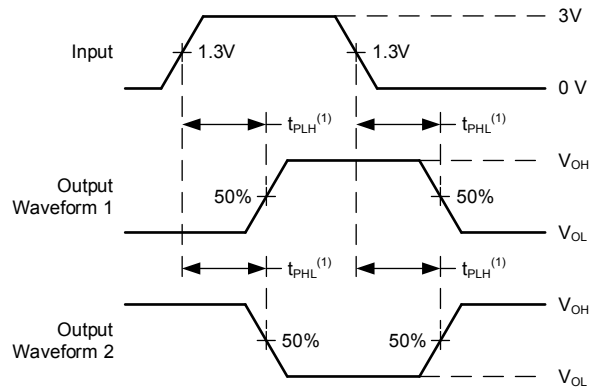 3V
Input
1.3V
1.3V
0 V
tPLH(1)
tPHL(1)
VOH
Output
Waveform 1
50%
50%
VOL
tPHL(1)
tPLH(1)
VOH
Output
Waveform 2
50%
50%
VOL